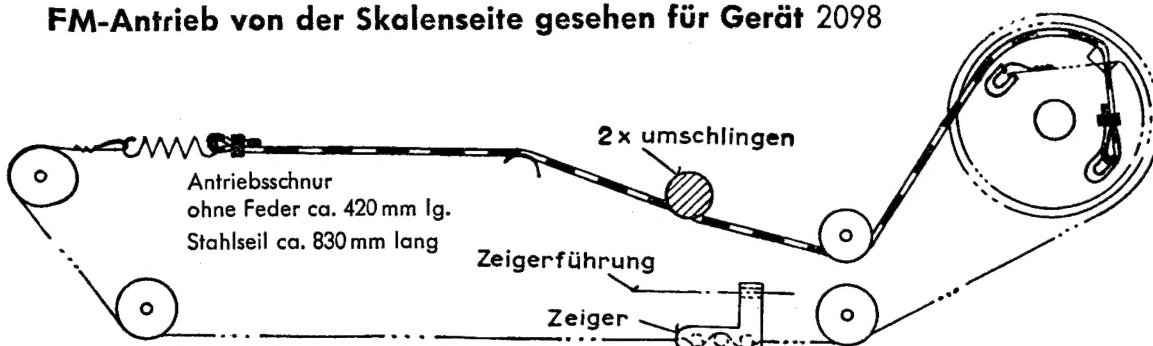 FM-Antrieb von der Skalenseite gesehen für Gerät 2098
2x umschlingen
Antriebsschnur
ohne Feder ca. 420 mm lg.
Stahlseil ca. 830 mm lang
Zeigerführung
Zeiger